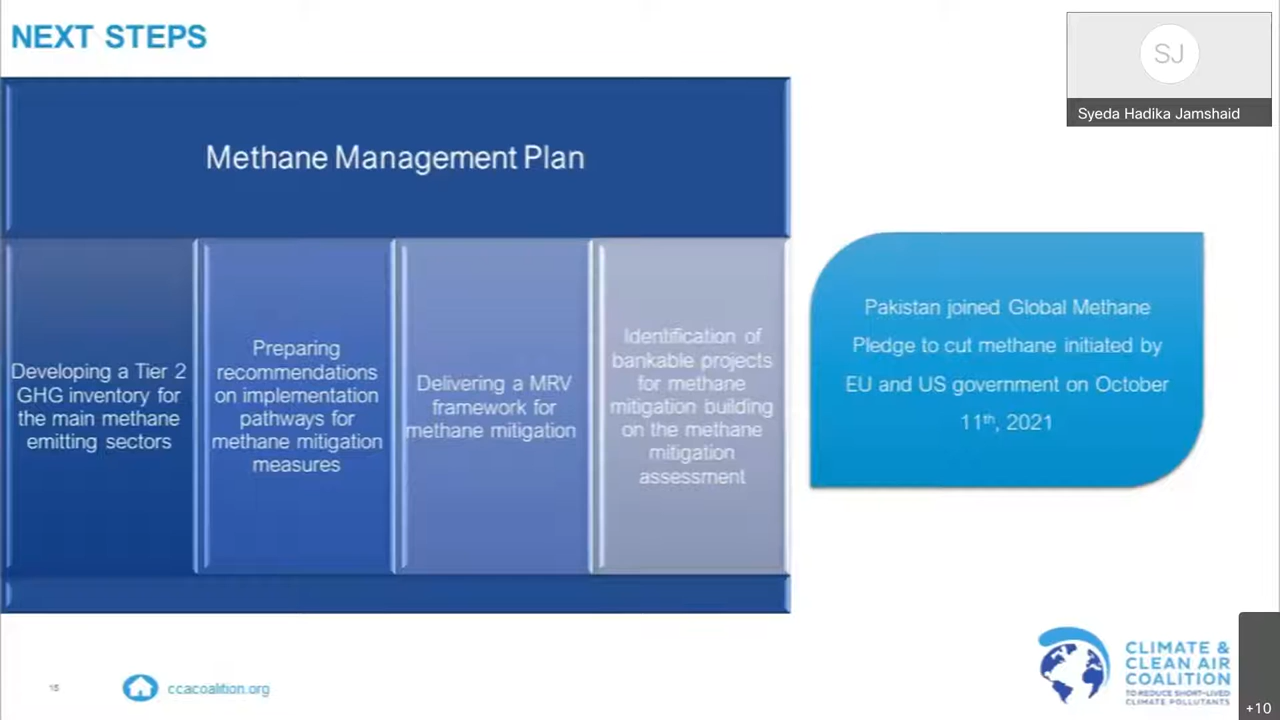 NEXT STEPS
SJ
Syeda Hadika Jamshaid
Methane Management Plan
Developing a Tier 2
GHG inventory for
the main methane
emitting sectors
Preparing
recommendations
on implementation
pathways for
methane mitigation
measures
Delivering a MRV
framework for
methane mitigation
Identification of
bankable projects
for methane
mitigation building
on the methane
mitigation
assessment
Pakistan joined Global Methane
Pledge to cut methane initiated by
EU and US government on October
11th, 2021
15
ccacoalition.org
CLIMATE &
CLEAN AIR
COALITION
TO REDUCE SHORT-LIVED
CLIMATE POLLUTANTS
+10